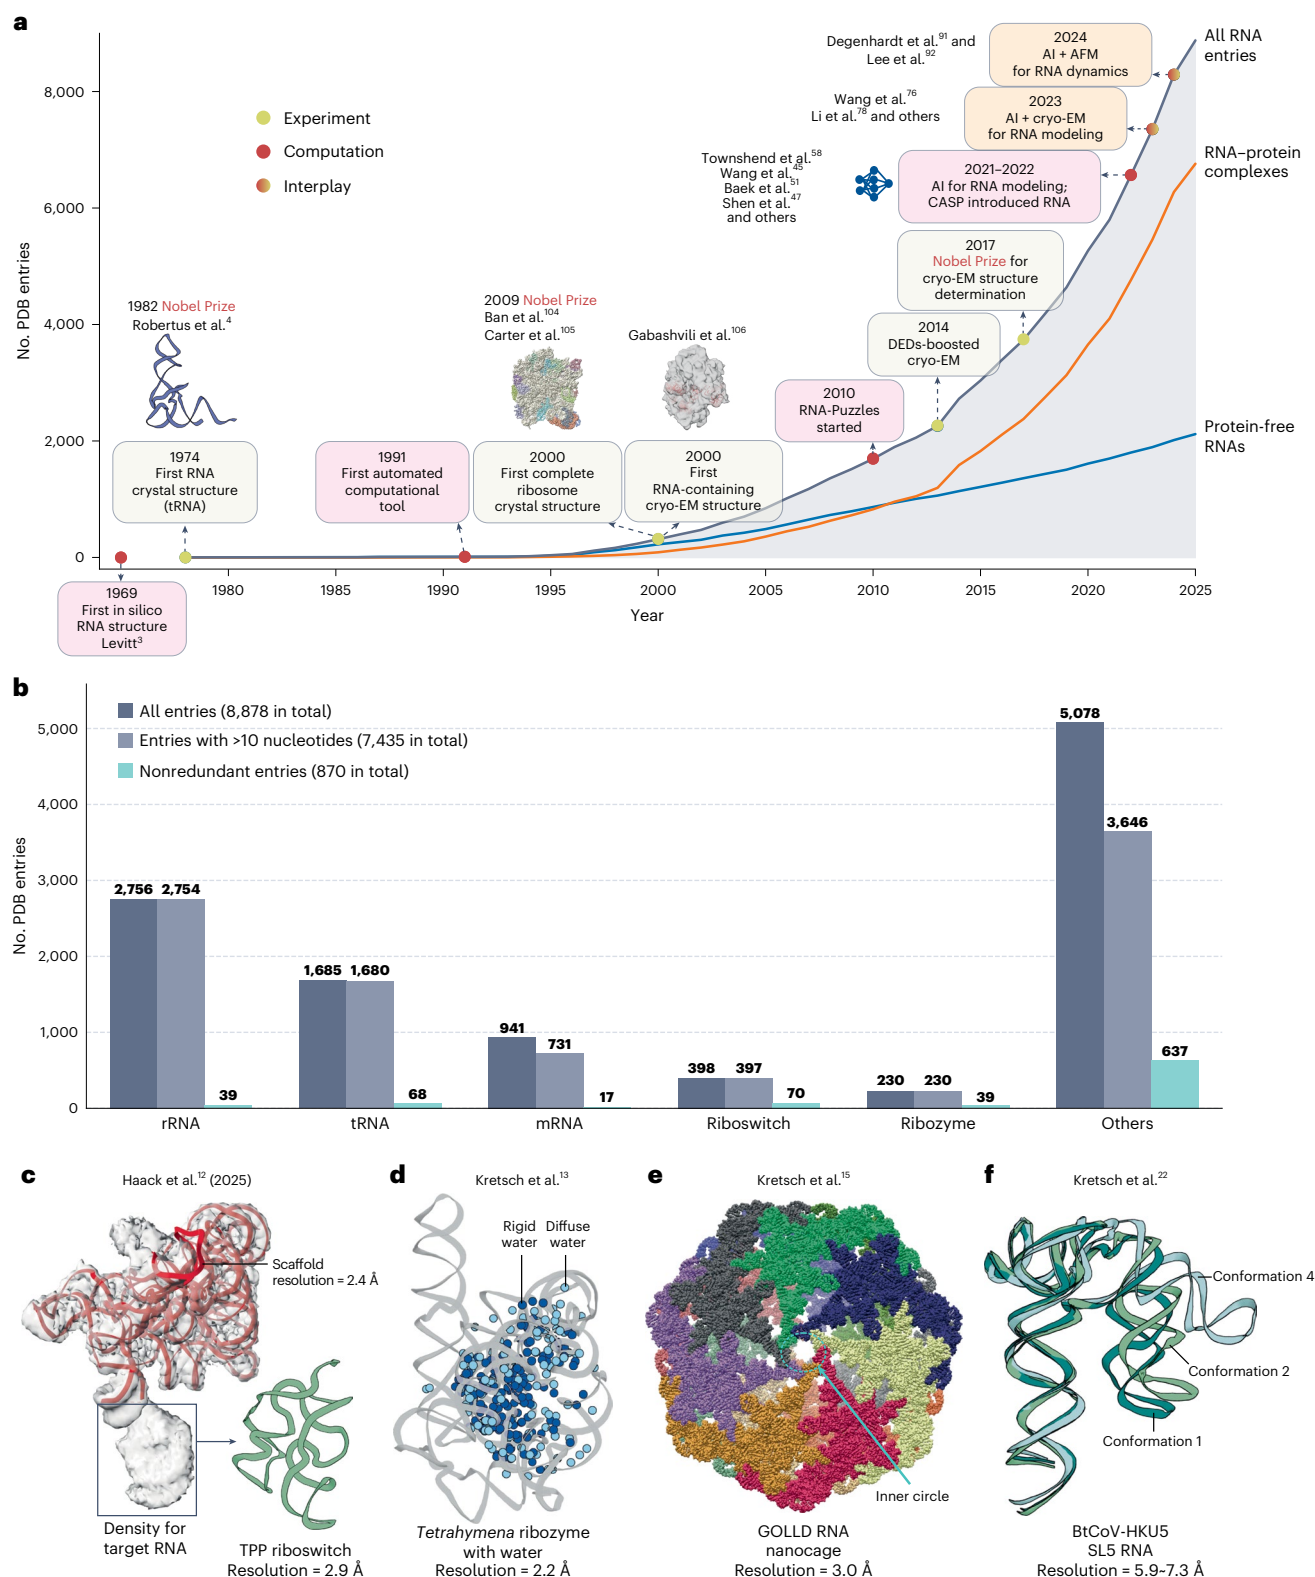 a
No. PDB entries
8,000
6,000
4,000
2,000
0
Experiment
Computation
Interplay
1982 Nobel Prize
Robertus et al.4
1974
First RNA
crystal structure
(tRNA)
1969
First in silico
RNA structure
Levitt3
1991
First automated
computational
tool
2009 Nobel Prize
Ban et al.104
Carter et al.105
2000
First complete
ribosome
crystal structure
Gabashvili et al.106
2000
First
RNA-containing
cryo-EM structure
2010
RNA-Puzzles
started
2014
DEDs-boosted
cryo-EM
2017
Nobel Prize for
cryo-EM structure
determination
Townshend et al.58
Wang et al.45
Baek et al.51
Shen et al.47
and others
2021–2022
AI for RNA modeling;
CASP introduced RNA
Wang et al.76
Li et al.78 and others
2023
AI + cryo-EM
for RNA modeling
Degenhardt et al.91 and
Lee et al.92
2024
AI + AFM
for RNA dynamics
All RNA
entries
RNA–protein
complexes
Protein-free
RNAs
1980
1985
1990
1995
2000
2005
2010
2015
2020
2025
Year
b
No. PDB entries
5,000
4,000
3,000
2,000
1,000
0
All entries (8,878 in total)
Entries with >10 nucleotides (7,435 in total)
Nonredundant entries (870 in total)
2,756
2,754
39
1,685
1,680
68
941
731
17
398
397
70
230
230
39
5,078
3,646
637
rRNA
tRNA
mRNA
Riboswitch
Ribozyme
Others
c
Haack et al.12 (2025)
Scaffold
resolution = 2.4 Å
Density for
target RNA
TPP riboswitch
Resolution = 2.9 Å
d
Kretsch et al.13
Rigid
water
Diffuse
water
Tetrahymena ribozyme
with water
Resolution = 2.2 Å
e
Kretsch et al.15
Inner circle
GOLLD RNA
nanocage
Resolution = 3.0 Å
f
Kretsch et al.22
Conformation 4
Conformation 2
Conformation 1
BtCoV-HKU5
SL5 RNA
Resolution = 5.9–7.3 Å